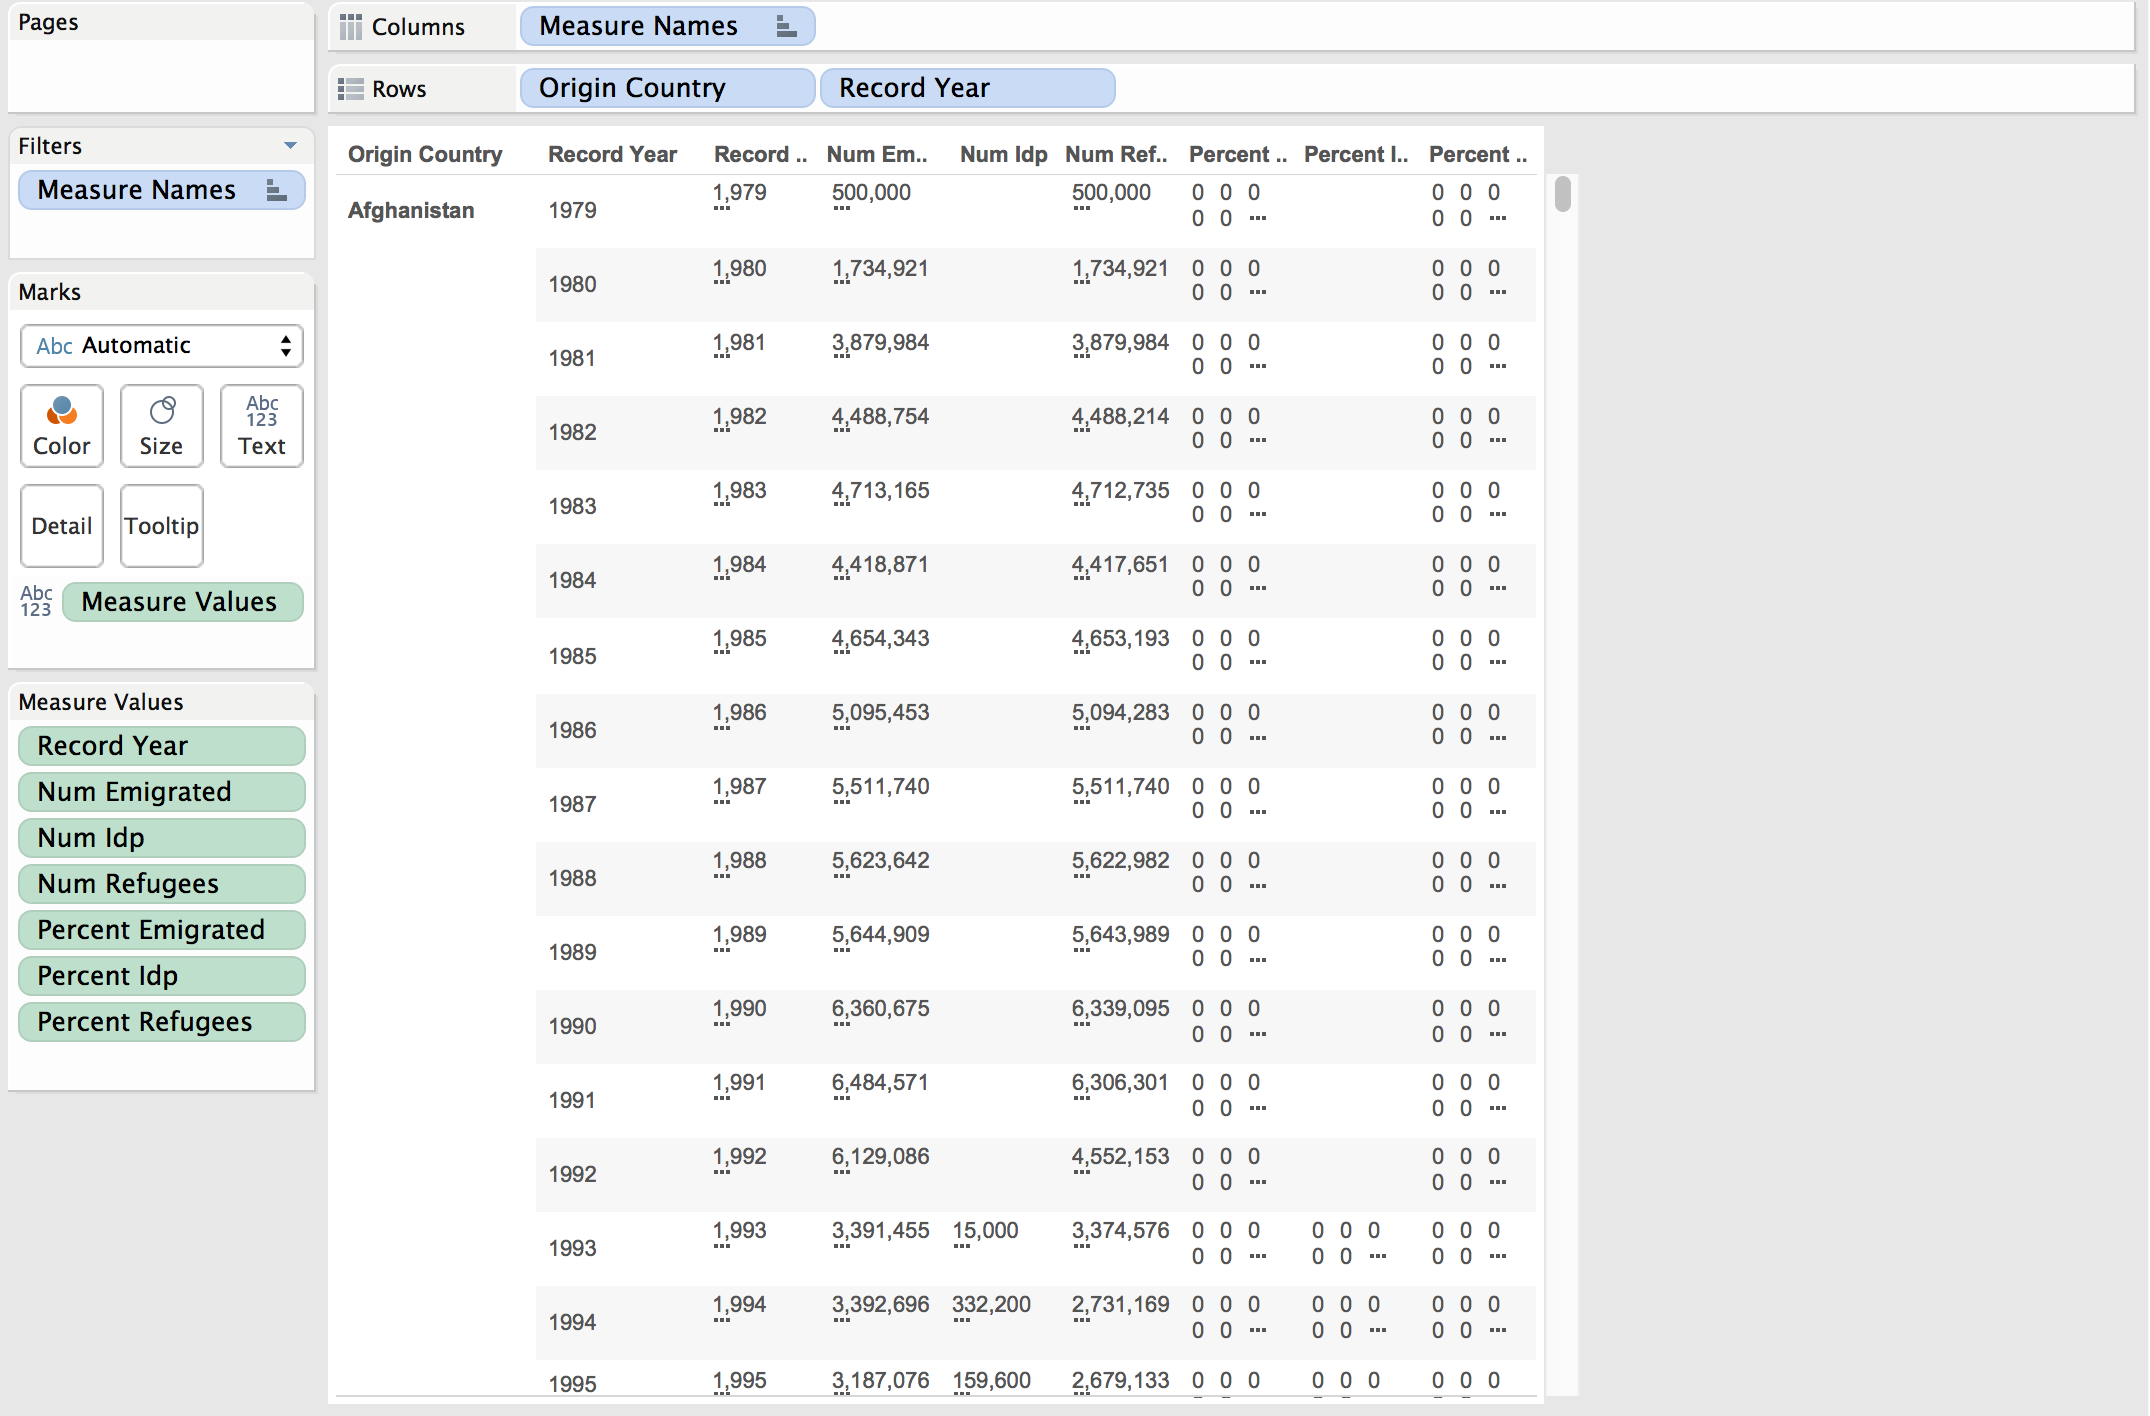 Pages
Columns Measure Names
Rows Origin Country Record Year
Filters
Measure Names
Marks
Abc Automatic
Color Size Abc 123 Text
Detail Tooltip
Abc 123 Measure Values
Measure Values
Record Year
Num Emigrated
Num Idp
Num Refugees
Percent Emigrated
Percent Idp
Percent Refugees
Origin Country Record Year Record .. Num Em.. Num Idp Num Ref.. Percent .. Percent I.. Percent ..
Afghanistan 1979 1,979 ... 500,000 ... 500,000 ... 0 0 0 0 0 ... 0 0 0 0 0 ...
1980 1,980 ... 1,734,921 ... 1,734,921 ... 0 0 0 0 0 ... 0 0 0 0 0 ...
1981 1,981 ... 3,879,984 ... 3,879,984 ... 0 0 0 0 0 ... 0 0 0 0 0 ...
1982 1,982 ... 4,488,754 ... 4,488,214 ... 0 0 0 0 0 ... 0 0 0 0 0 ...
1983 1,983 ... 4,713,165 ... 4,712,735 ... 0 0 0 0 0 ... 0 0 0 0 0 ...
1984 1,984 ... 4,418,871 ... 4,417,651 ... 0 0 0 0 0 ... 0 0 0 0 0 ...
1985 1,985 ... 4,654,343 ... 4,653,193 ... 0 0 0 0 0 ... 0 0 0 0 0 ...
1986 1,986 ... 5,095,453 ... 5,094,283 ... 0 0 0 0 0 ... 0 0 0 0 0 ...
1987 1,987 ... 5,511,740 ... 5,511,740 ... 0 0 0 0 0 ... 0 0 0 0 0 ...
1988 1,988 ... 5,623,642 ... 5,622,982 ... 0 0 0 0 0 ... 0 0 0 0 0 ...
1989 1,989 ... 5,644,909 ... 5,643,989 ... 0 0 0 0 0 ... 0 0 0 0 0 ...
1990 1,990 ... 6,360,675 ... 6,339,095 ... 0 0 0 0 0 ... 0 0 0 0 0 ...
1991 1,991 ... 6,484,571 ... 6,306,301 ... 0 0 0 0 0 ... 0 0 0 0 0 ...
1992 1,992 ... 6,129,086 ... 4,552,153 ... 0 0 0 0 0 ... 0 0 0 0 0 ...
1993 1,993 ... 3,391,455 ... 15,000 ... 3,374,576 ... 0 0 0 0 0 ... 0 0 0 0 0 ... 0 0 0 0 0 ...
1994 1,994 ... 3,392,696 ... 332,200 ... 2,731,169 ... 0 0 0 0 0 ... 0 0 0 0 0 ... 0 0 0 0 0 ...
1995 1,995 ... 3,187,076 ... 159,600 ... 2,679,133 ... 0 0 0 0 0 0 0 0 0